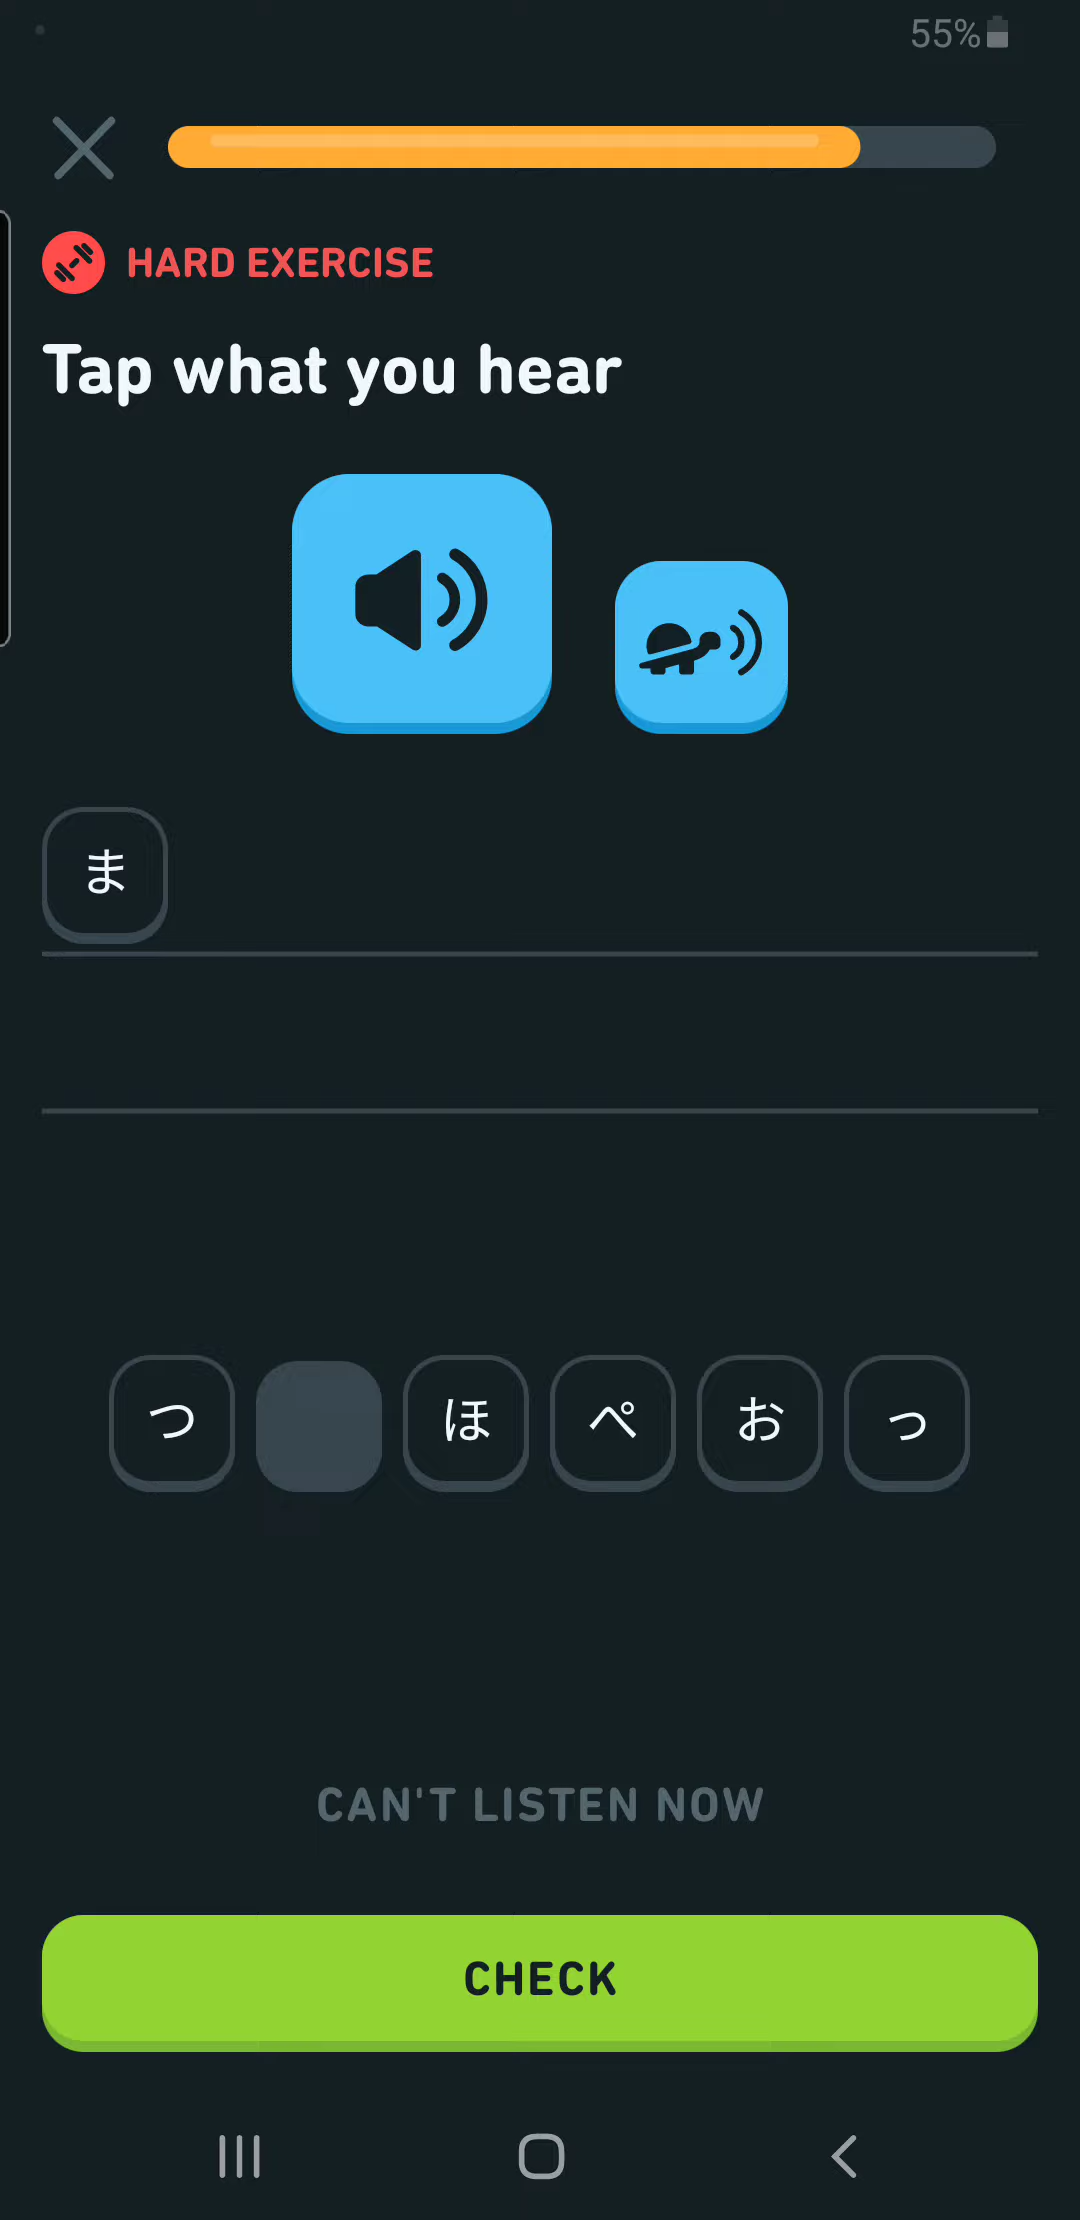 55%
HARD EXERCISE
Tap what you hear
ま
つ ほ ぺ お っ
CAN'T LISTEN NOW
CHECK